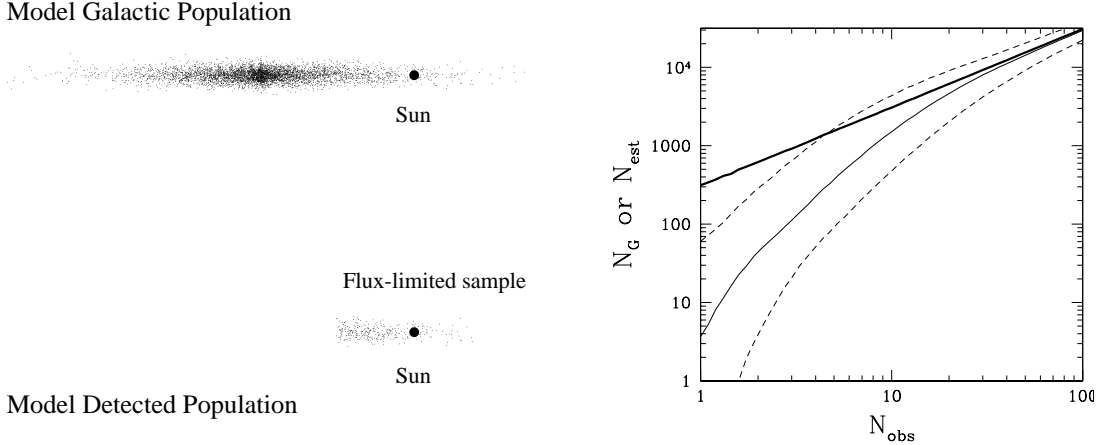 Model Galactic Population
Sun
Flux-limited sample
Sun
Model Detected Population
N_G or N_est
10⁴
1000
100
10
1
1
10
100
N_obs